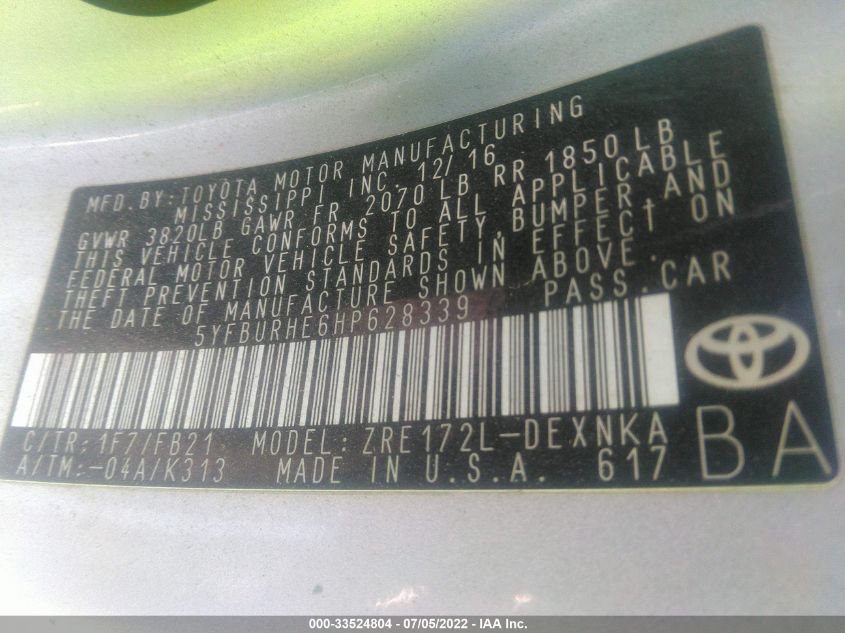 MFD.BY:TOYOTA MOTOR MANUFACTURING
MISSISSIPPI INC 12/16
GVWR 3820LB GAWR FR 2070LB RR 1850LB
THIS VEHICLE CONFORMS TO ALL APPLICABLE
FEDERAL MOTOR VEHICLE SAFETY,BUMPER,AND
THEFT PREVENTION STANDARDS IN EFFECT ON
THE DATE OF MANUFACTURE SHOWN ABOVE.
5YFBURHE6HP628339 PASS.CAR
C/TR:1F7/FB21 MODEL:ZRE172L-DEXNKA
A/TM:-04A/K313 MADE IN U.S.A. 617
BA
000-33524804 - 07/05/2022 - IAA Inc.